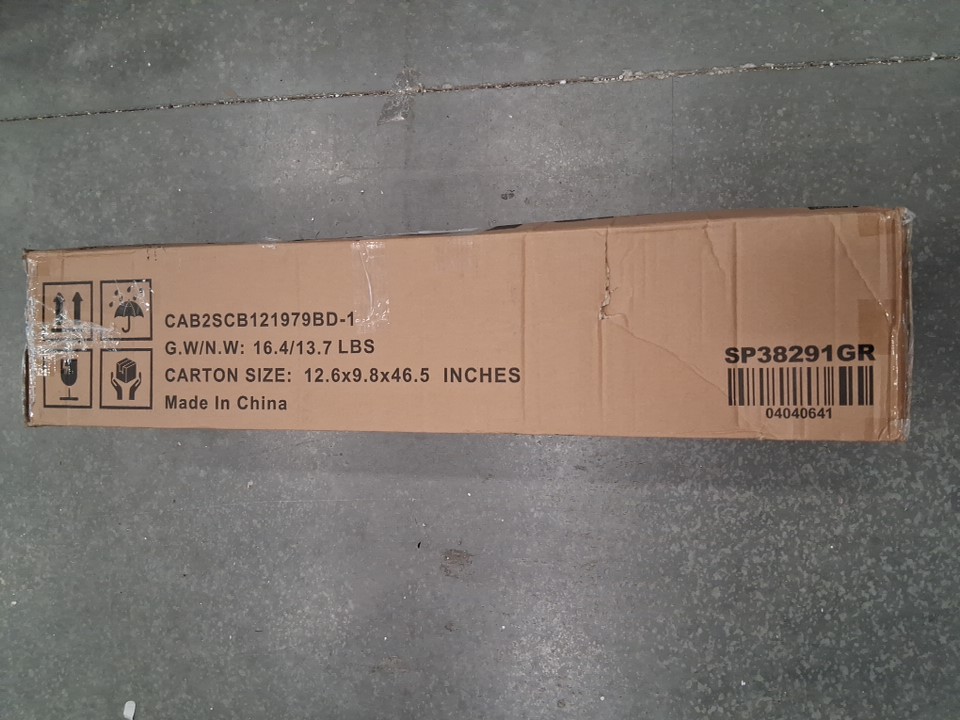 CAB2SCB121979BD-1
G.W/N.W: 16.4/13.7 LBS
CARTON SIZE: 12.6x9.8x46.5 INCHES
Made In China
SP38291GR
04040641